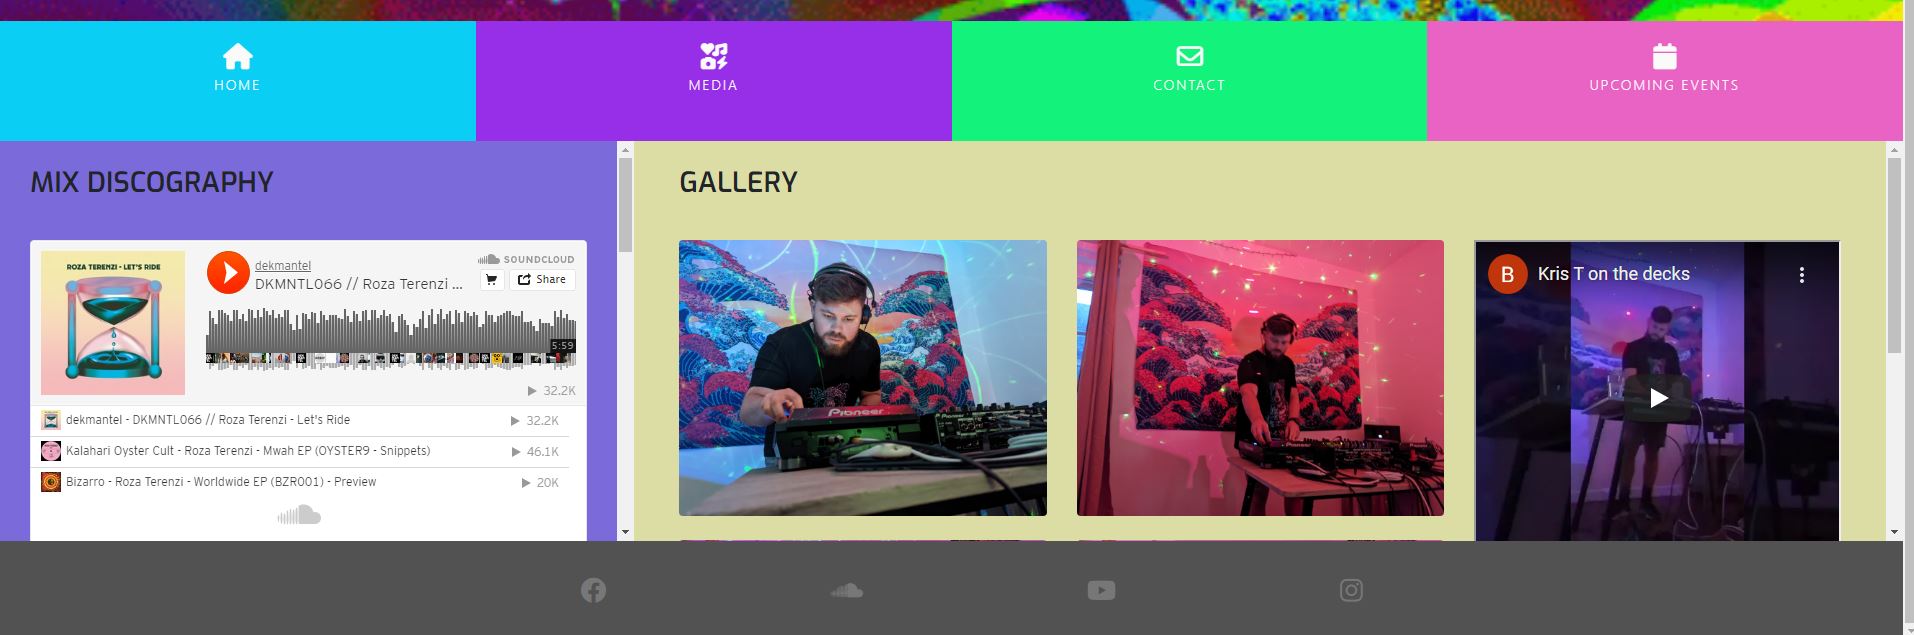 HOME
MEDIA
CONTACT
UPCOMING EVENTS
MIX DISCOGRAPHY
GALLERY
ROZA TERENZI - LET'S RIDE
dekmantel
DKMNTL066 // Roza Terenzi ...
SOUNDCLOUD
Share
5:59
32.2K
dekmantel - DKMNTL066 // Roza Terenzi - Let's Ride 32.2K
Kalahari Oyster Cult - Roza Terenzi - Mwah EP (OYSTER9 - Snippets) 46.1K
Bizarro - Roza Terenzi - Worldwide EP (BZR001) - Preview 20K
Pioneer
B Kris T on the decks